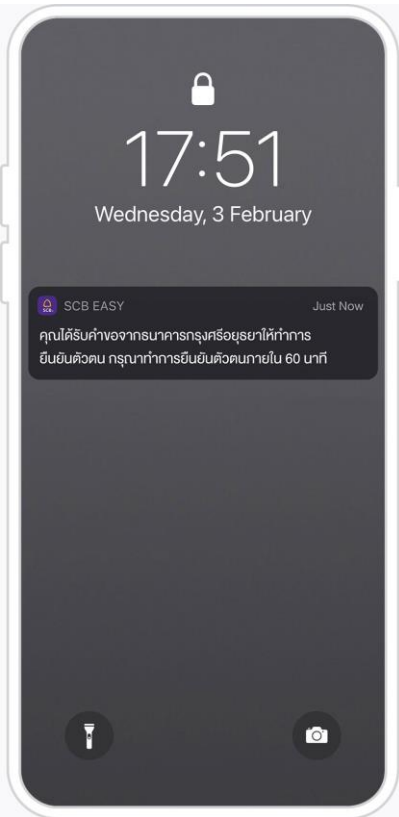 17:51
Wednesday, 3 February
SCB EASY
Just Now
คุณได้รับคำขอจากธนาคารกรุงศรีอยุธยาให้ทำการ
ยืนยันตัวตน กรุณาทำการยืนยันตัวตนภายใน 60 นาที